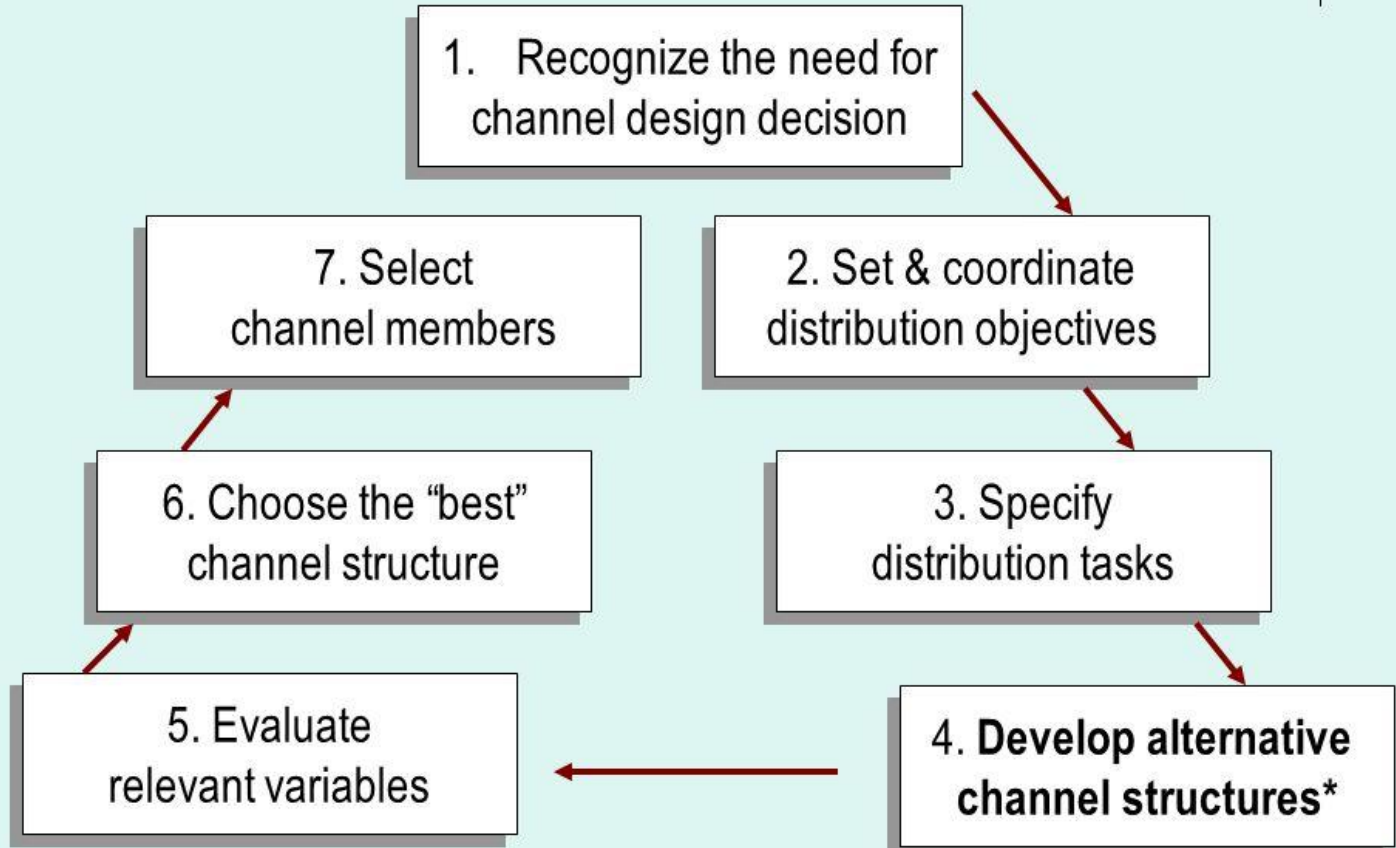 1. Recognize the need for
channel design decision
2. Set & coordinate
distribution objectives
3. Specify
distribution tasks
4. Develop alternative
channel structures*
5. Evaluate
relevant variables
6. Choose the “best”
channel structure
7. Select
channel members